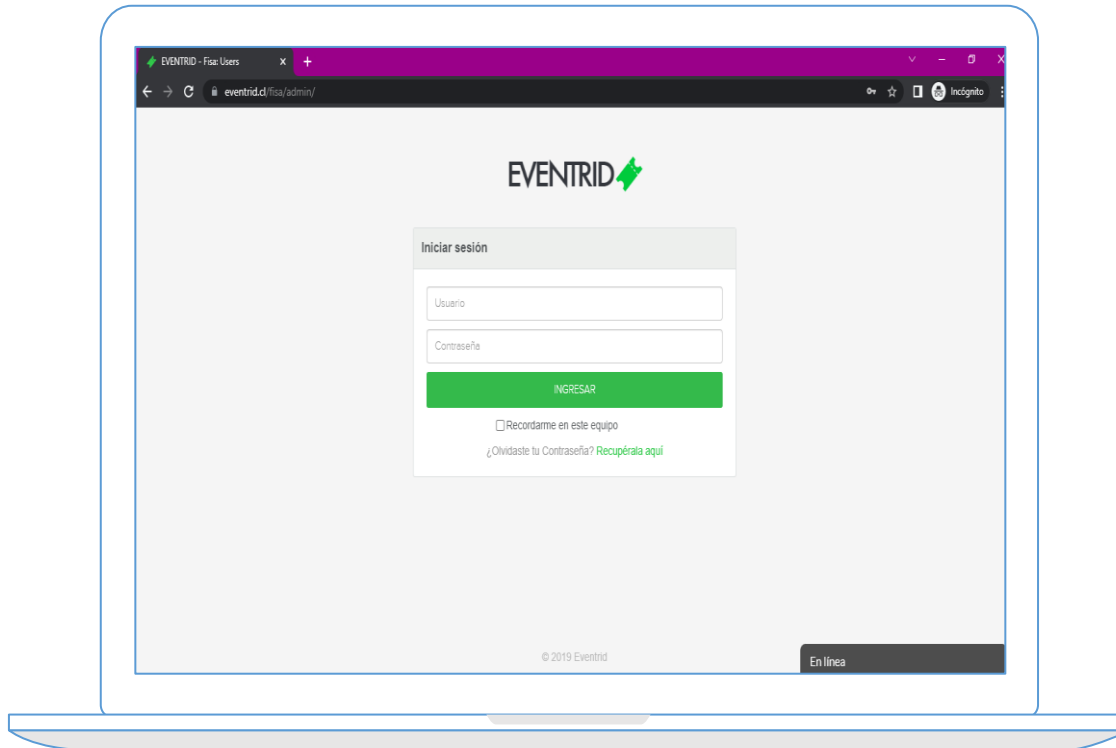 EVENTRID - Fisa: Users
eventrid.cl/fisa/admin/
Incógnito
EVENTRID
Iniciar sesión
Usuario
Contraseña
INGRESAR
Recordarme en este equipo
¿Olvidaste tu Contraseña? Recupérala aquí
© 2019 Eventrid
En línea